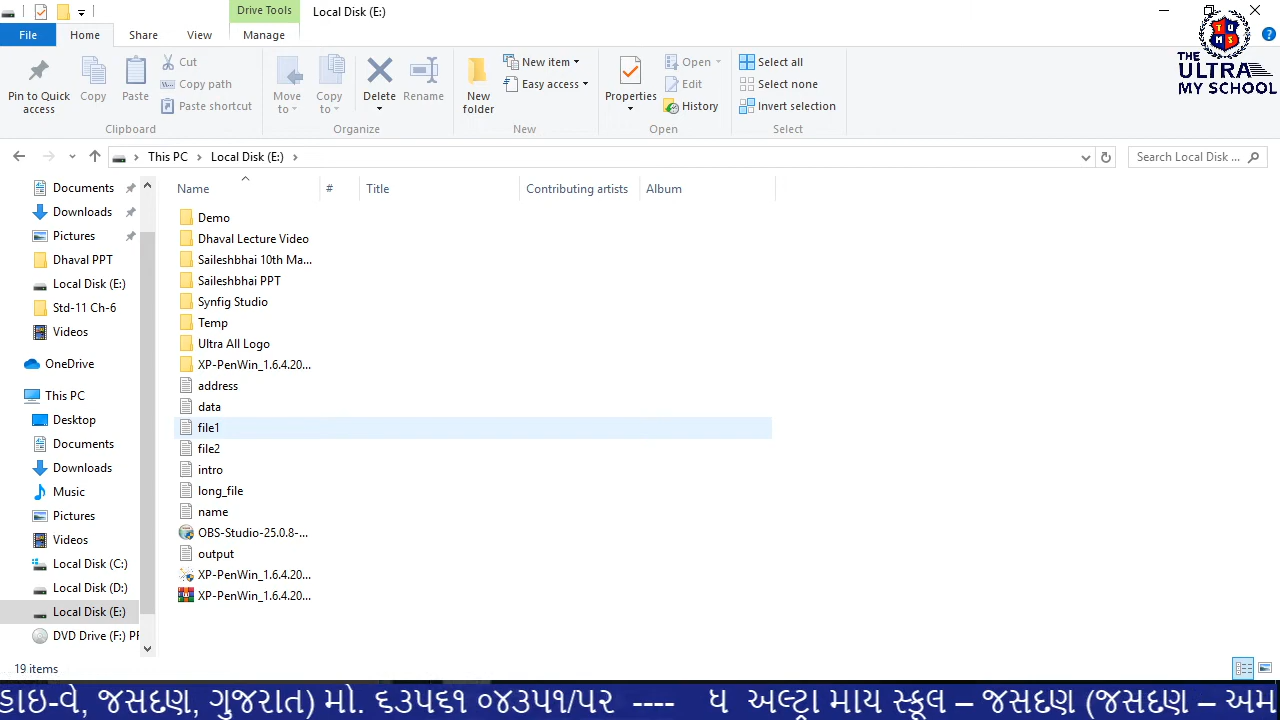 Drive Tools
Local Disk (E:)
File
Home
Share
View
Manage
Pin to Quick access
Copy
Paste
Cut
Copy path
Paste shortcut
Clipboard
Move to
Copy to
Delete
Rename
Organize
New folder
New item
Easy access
New
Properties
Open
Edit
History
Open
Select all
Select none
Invert selection
Select
TUMS
THE
ULTRA
MY SCHOOL
This PC
Local Disk (E:)
Search Local Disk ...
Documents
Downloads
Pictures
Dhaval PPT
Local Disk (E:)
Std-11 Ch-6
Videos
OneDrive
This PC
Desktop
Documents
Downloads
Music
Pictures
Videos
Local Disk (C:)
Local Disk (D:)
Local Disk (E:)
DVD Drive (F:) PF
Name
#
Title
Contributing artists
Album
Demo
Dhaval Lecture Video
Saileshbhai 10th Ma...
Saileshbhai PPT
Synfig Studio
Temp
Ultra All Logo
XP-PenWin_1.6.4.20...
address
data
file1
file2
intro
long_file
name
OBS-Studio-25.0.8-...
output
XP-PenWin_1.6.4.20...
XP-PenWin_1.6.4.20...
19 items
હાઇ-વે, જસદણ, ગુજરાત) મો. ૬૩૫૬૧ ૦૪૩૫૧/૫૨ ---- ધ અલ્ટ્રા માય સ્કૂલ – જસદણ (જસદણ – અમ